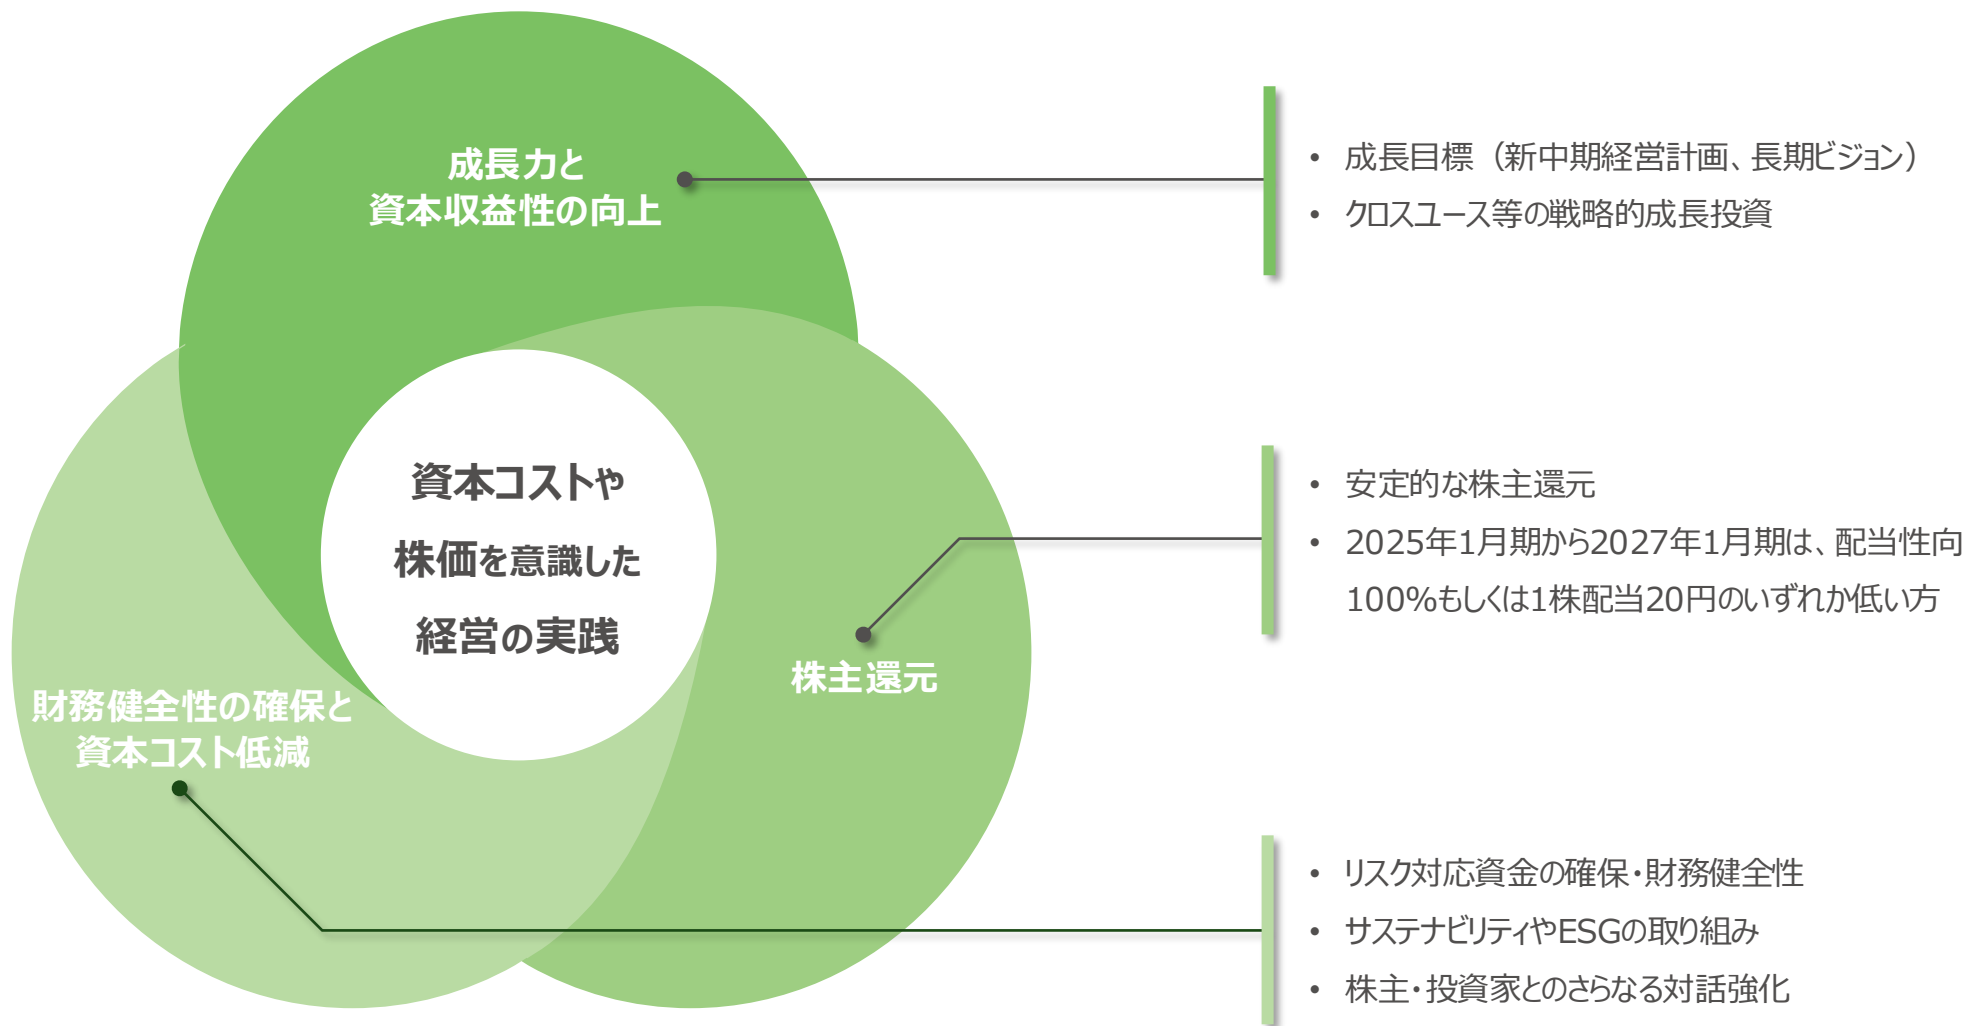 成長力と
資本収益性の向上
• 成長目標（新中期経営計画、長期ビジョン）
• クロスユース等の戦略的成長投資
資本コストや
株価を意識した
経営の実践
株主還元
• 安定的な株主還元
• 2025年1月期から2027年1月期は、配当性向
100%もしくは1株配当20円のいずれか低い方
財務健全性の確保と
資本コスト低減
• リスク対応資金の確保・財務健全性
• サステナビリティやESGの取り組み
• 株主・投資家とのさらなる対話強化